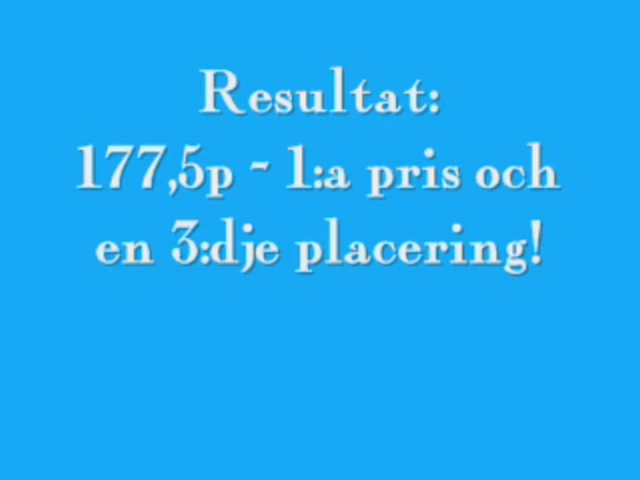 Resultat:
177,5p ~ 1:a pris och
en 3:dje placering!